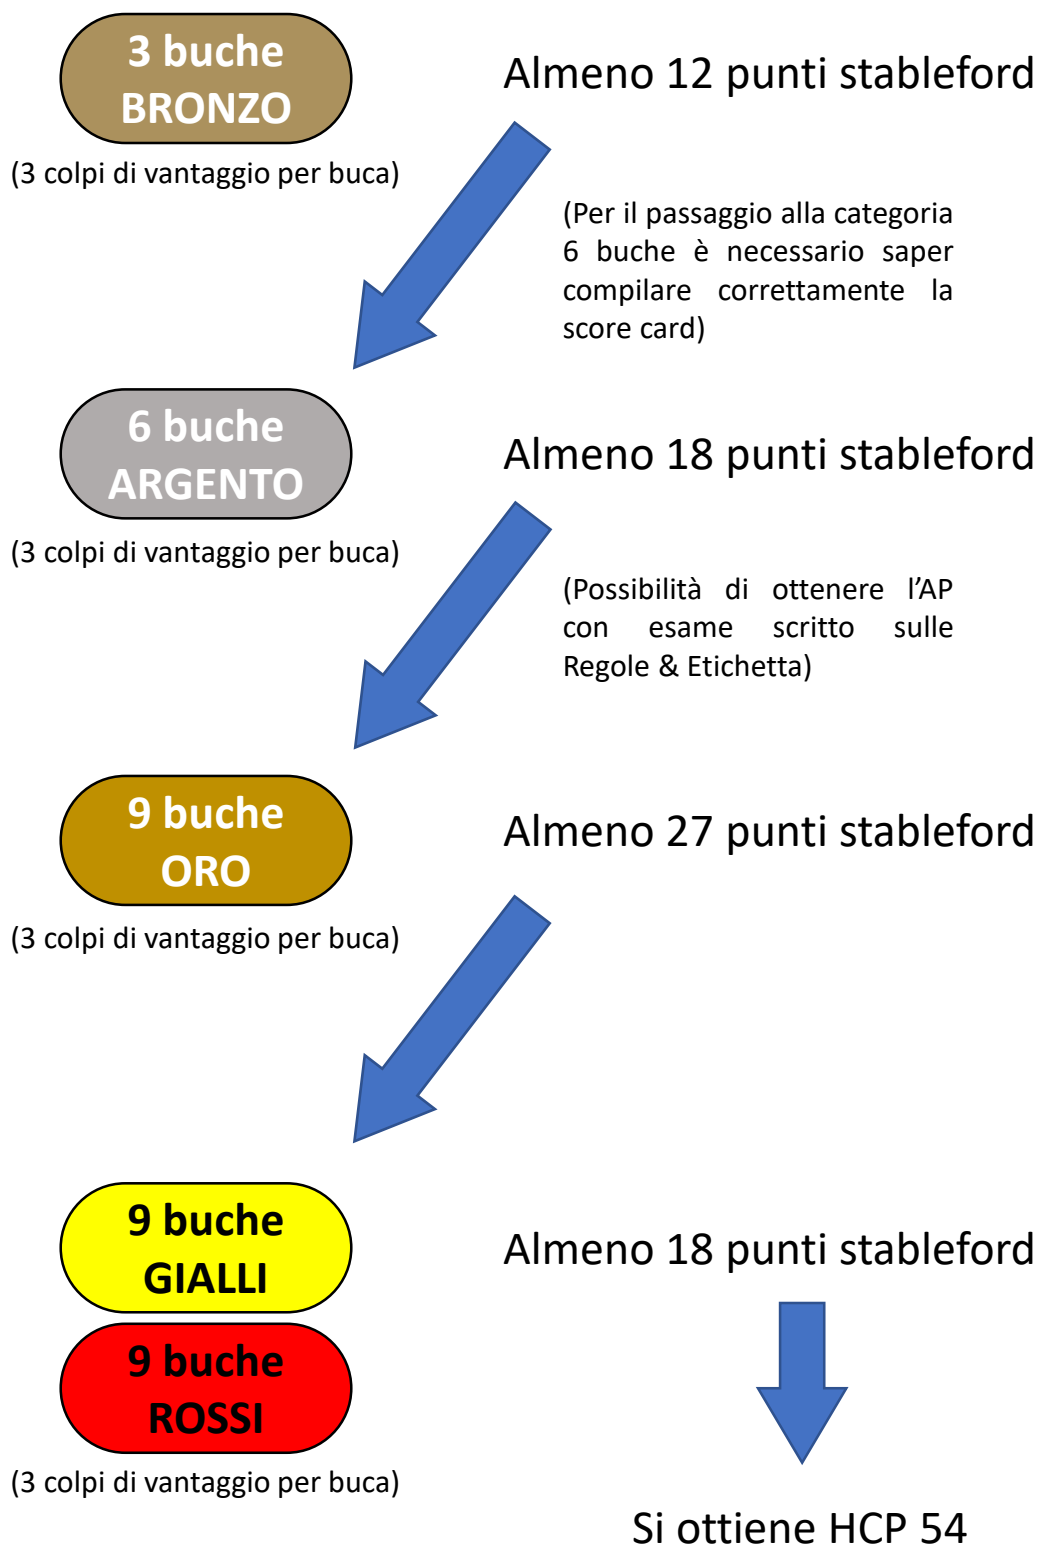 3 buche
BRONZO
Almeno 12 punti stableford
(3 colpi di vantaggio per buca)
(Per il passaggio alla categoria
6 buche è necessario saper
compilare correttamente la
score card)
6 buche
ARGENTO
Almeno 18 punti stableford
(3 colpi di vantaggio per buca)
(Possibilità di ottenere l’AP
con esame scritto sulle
Regole & Etichetta)
9 buche
ORO
Almeno 27 punti stableford
(3 colpi di vantaggio per buca)
9 buche
GIALLI
Almeno 18 punti stableford
9 buche
ROSSI
(3 colpi di vantaggio per buca)
Si ottiene HCP 54